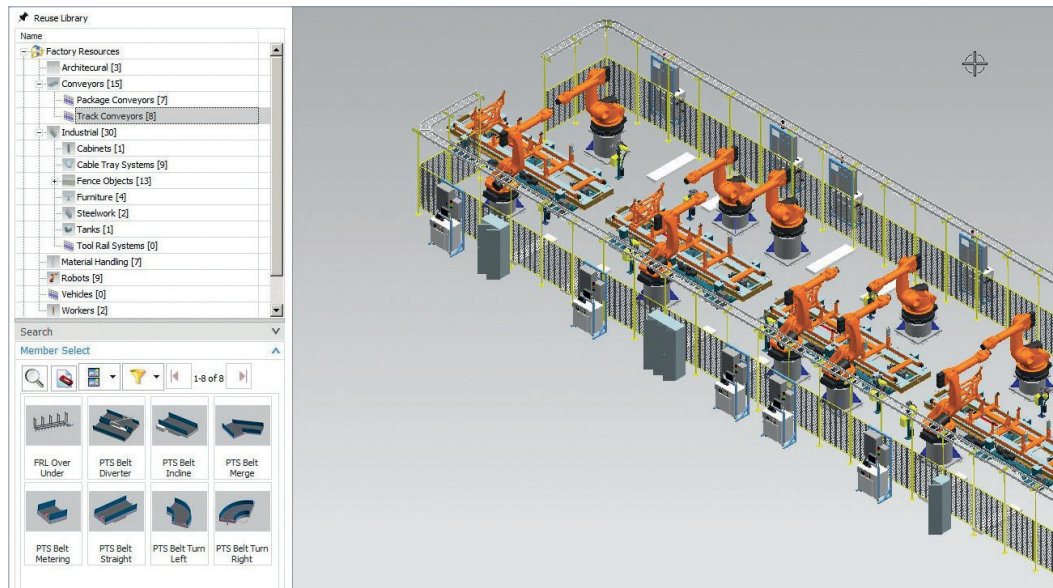 Reuse Library
Name
Factory Resources
Architecural [3]
Conveyors [15]
Package Conveyors [7]
Track Conveyors [8]
Industrial [30]
Cabinets [1]
Cable Tray Systems [9]
Fence Objects [13]
Furniture [4]
Steelwork [2]
Tanks [1]
Tool Rail Systems [0]
Material Handling [7]
Robots [9]
Vehicles [0]
Workers [2]
Search
Member Select
1-8 of 8
FRL Over
Under
PTS Belt
Diverter
PTS Belt
Incline
PTS Belt
Merge
PTS Belt
Metering
PTS Belt
Straight
PTS Belt Turn
Left
PTS Belt Turn
Right